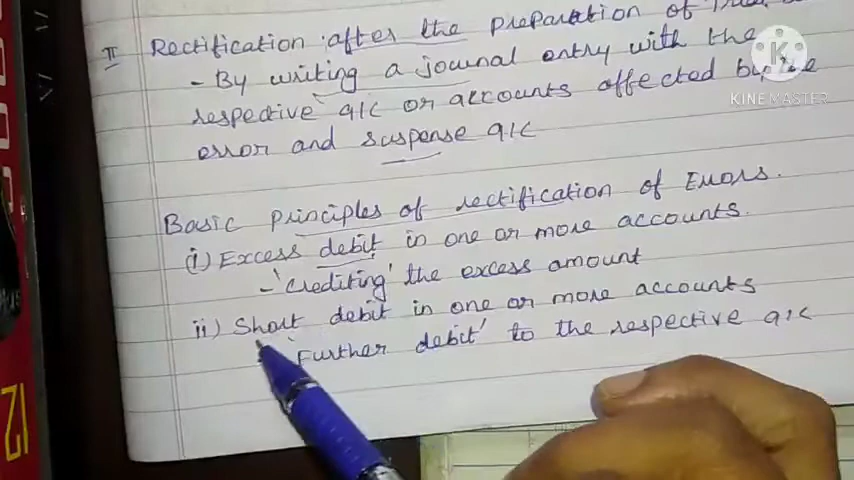 II Rectification after the preparation of
- By writing a journal entry with the
respective a/c or accounts affected by the
error and suspense a/c
Basic principles of rectification of Errors.
(i) Excess debit in one or more accounts.
- 'Crediting' the excess amount
ii) Short debit in one or more accounts
'Further debit' to the respective a/c
KINEMASTER
K
12